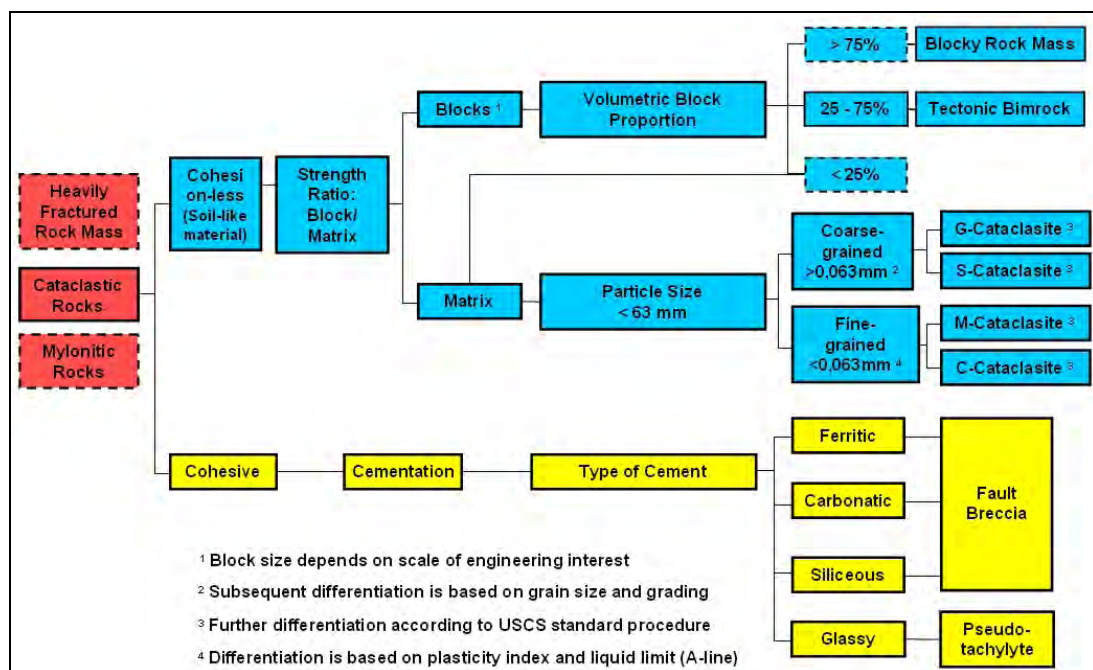 Heavily
Fractured
Rock Mass
Cataclastic
Rocks
Mylonitic
Rocks
Cohesi
on-less
(Soil-like
material)
Strength
Ratio:
Block/
Matrix
Blocks ¹
Volumetric Block
Proportion
> 75%
Blocky Rock Mass
25 - 75%
Tectonic Bimrock
< 25%
Matrix
Particle Size
< 63 mm
Coarse-
grained
>0,063mm ²
G-Cataclasite ³
S-Cataclasite ³
Fine-
grained
<0,063mm ⁴
M-Cataclasite ³
C-Cataclasite ³
Cohesive
Cementation
Type of Cement
Ferritic
Carbonatic
Siliceous
Fault
Breccia
Glassy
Pseudo-
tachylyte
¹ Block size depends on scale of engineering interest
² Subsequent differentiation is based on grain size and grading
³ Further differentiation according to USCS standard procedure
⁴ Differentiation is based on plasticity index and liquid limit (A-line)